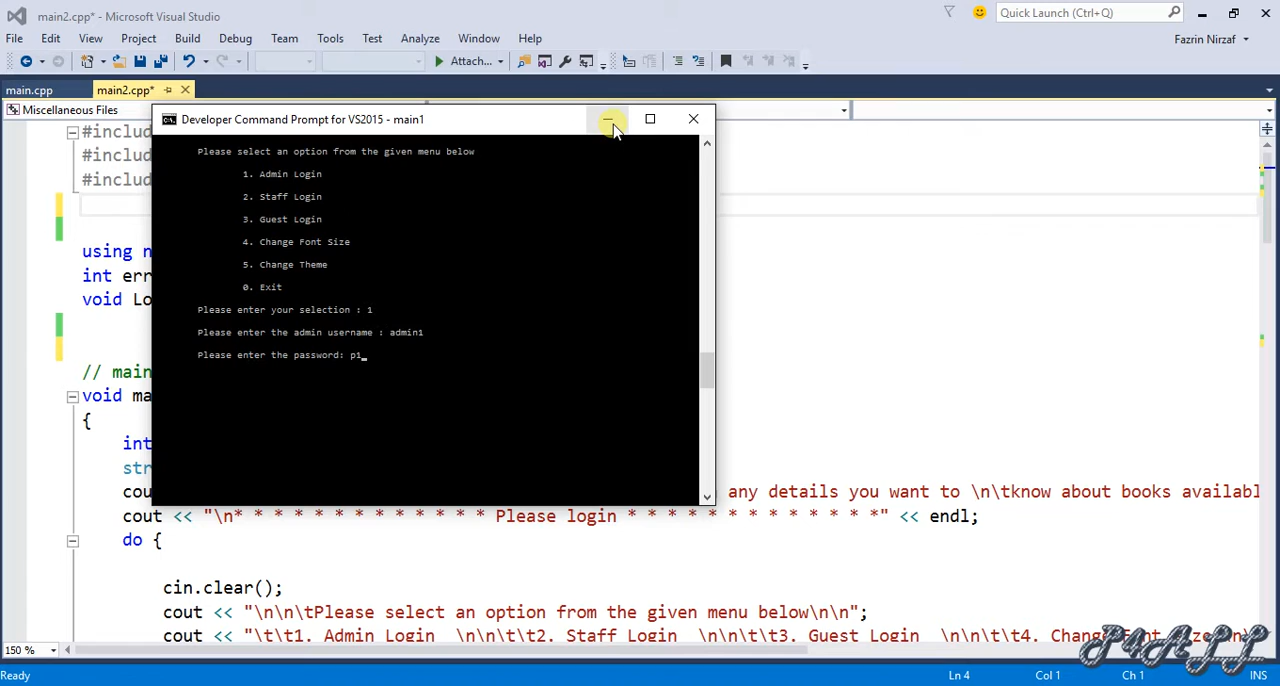 main2.cpp* - Microsoft Visual Studio
Quick Launch (Ctrl+Q)
File Edit View Project Build Debug Team Tools Test Analyze Window Help
Fazrin Nirzaf
Attach...
main.cpp main2.cpp*
Miscellaneous Files
Developer Command Prompt for VS2015 - main1
Please select an option from the given menu below
1. Admin Login
2. Staff Login
3. Guest Login
4. Change Font Size
5. Change Theme
0. Exit
Please enter your selection : 1
Please enter the admin username : admin1
Please enter the password: p1_
#includ
#includ
#includ
using n
int err
void Lo
// main
void ma
{
int
str
cou any details you want to \n\tknow about books availabl
cout << "\n* * * * * * * * * * * * * Please login * * * * * * * * * * * * *" << endl;
do {
cin.clear();
cout << "\n\n\tPlease select an option from the given menu below\n\n";
cout << "\t\t1. Admin Login \n\n\t\t2. Staff Login \n\n\t\t3. Guest Login \n\n\t\t4. Change Font Size
150 %
P4ALL
Ready Ln 4 Col 1 Ch 1 INS